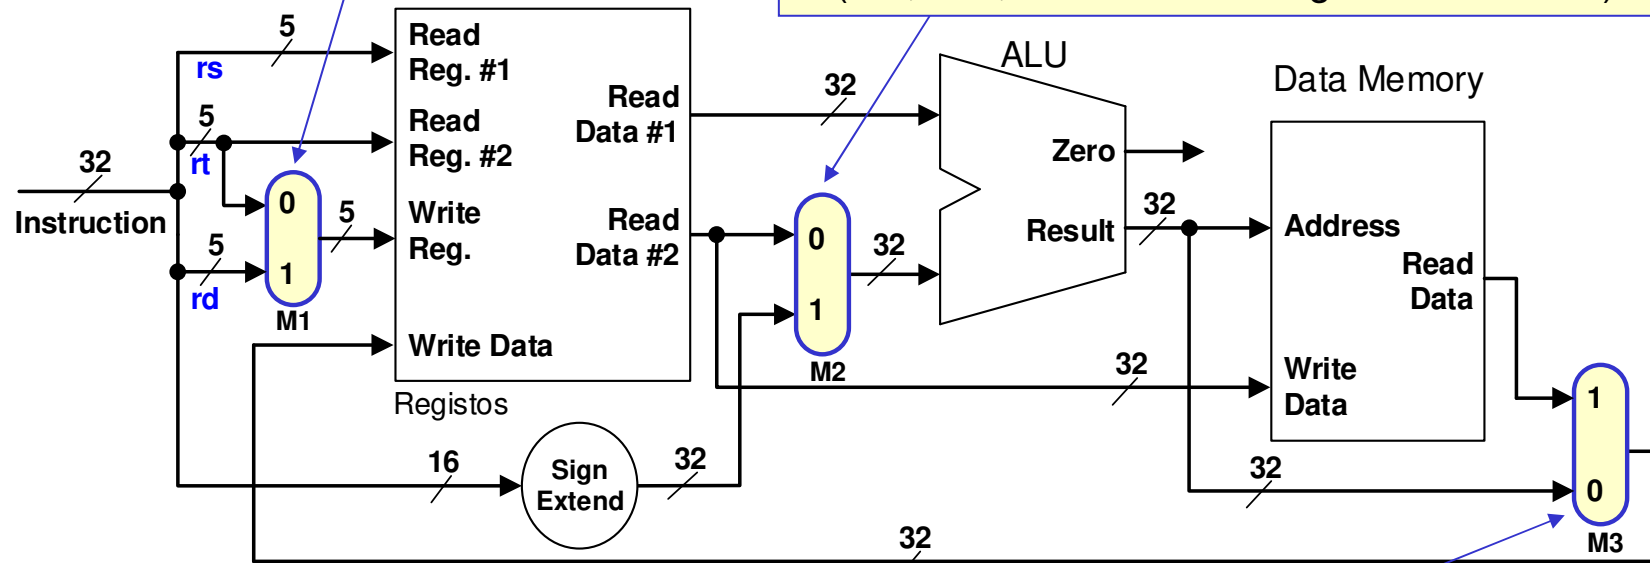 5
rs
5
rt
32
Instruction
5
rd
0
1
M1
5
Read
Reg. #1
Read
Reg. #2
Write
Reg.
Write Data
Read
Data #1
Read
Data #2
Registos
16
Sign
Extend
32
32
0
1
M2
32
ALU
Zero
Result
32
32
Data Memory
Address
Read
Data
Write
Data
32
1
0
M3
32